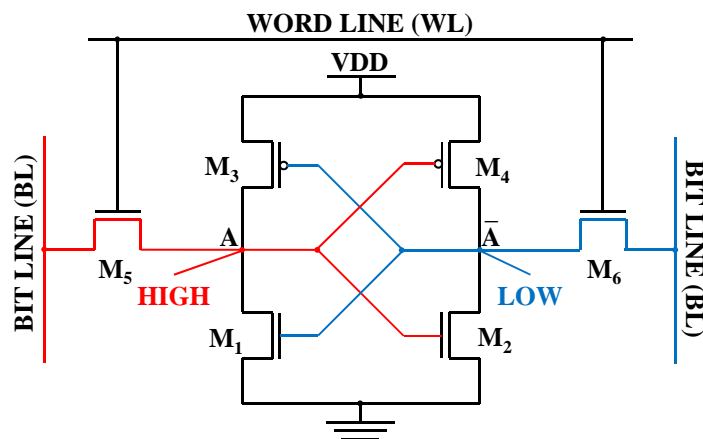 WORD LINE (WL)
VDD
BIT LINE (BL)
M3
M4
BIT LINE (BL)
A
A̅
M5
M6
HIGH
LOW
M1
M2